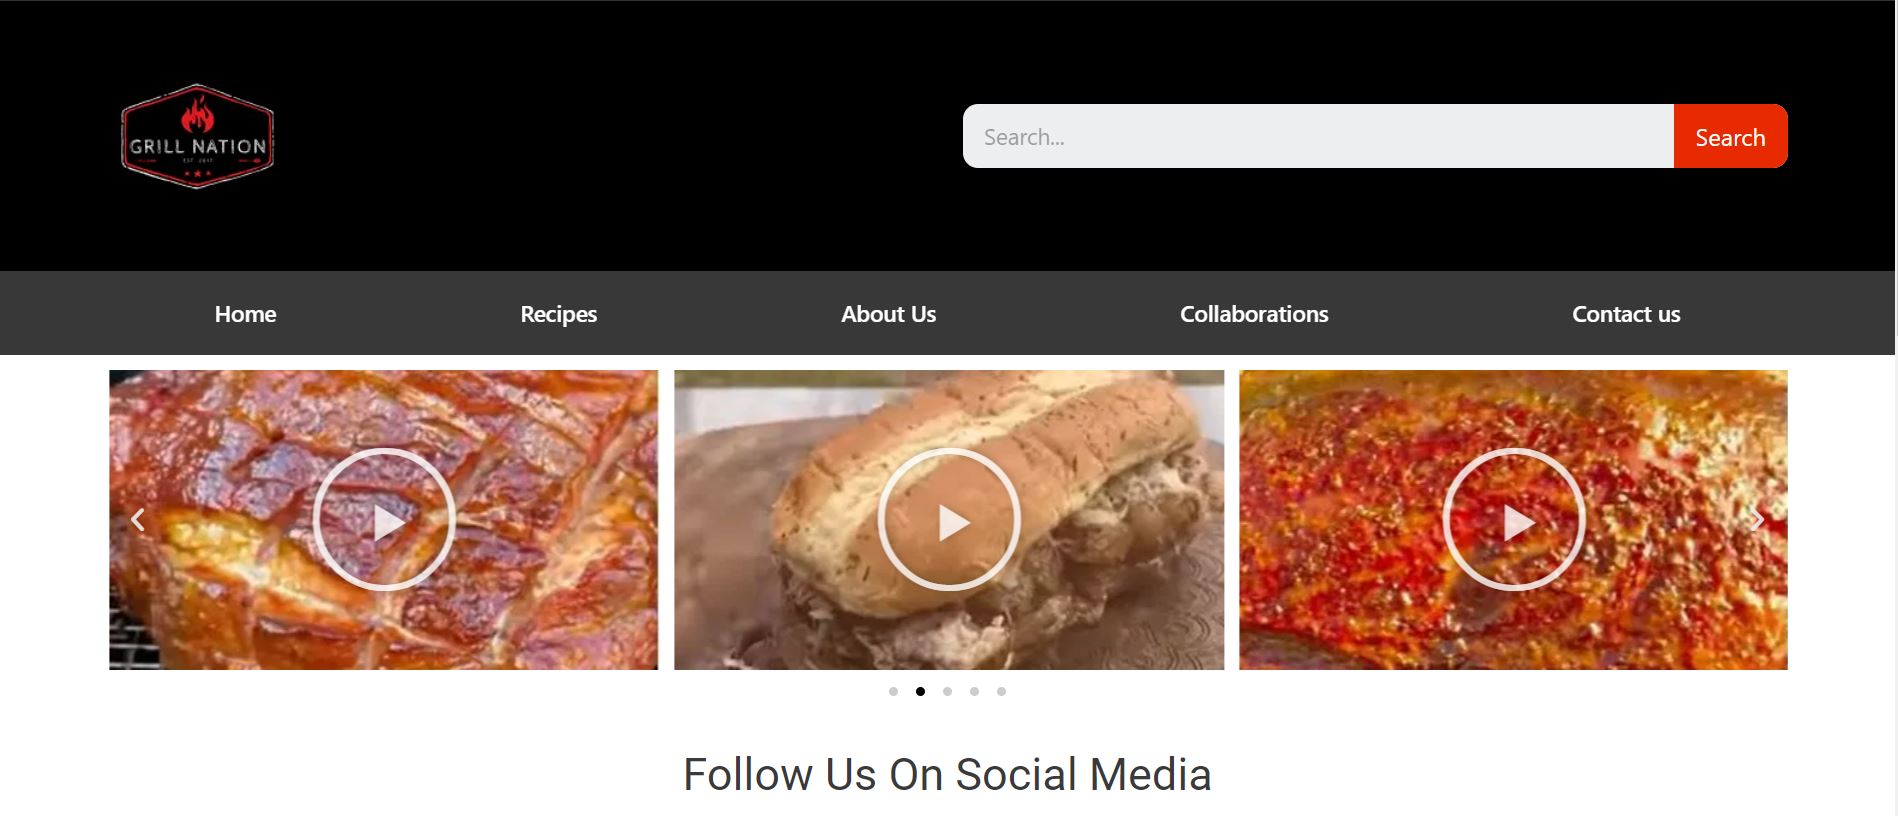 GRILL NATION
EST. 2017
Search...
Search
Home
Recipes
About Us
Collaborations
Contact us
Follow Us On Social Media